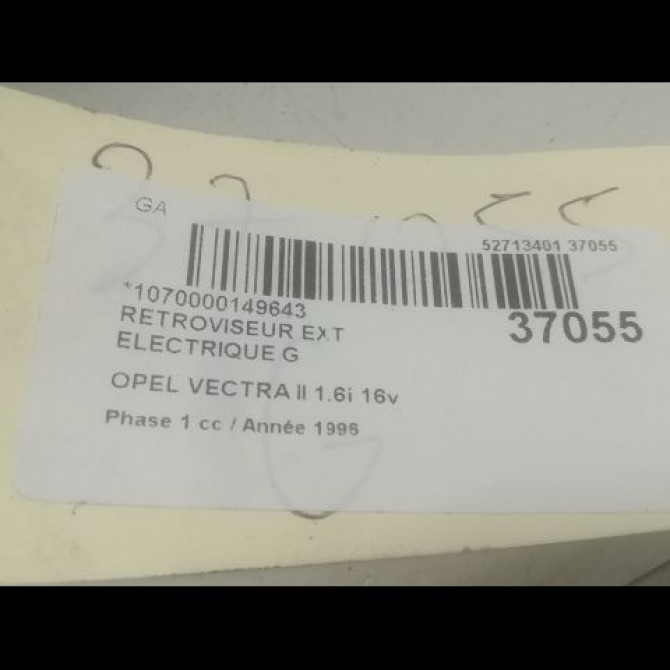 GA
52713401 37055
*1070000149643
37055
RETROVISEUR EXT
ELECTRIQUE G
OPEL VECTRA II 1.6i 16v
Phase 1 cc / Année 1996